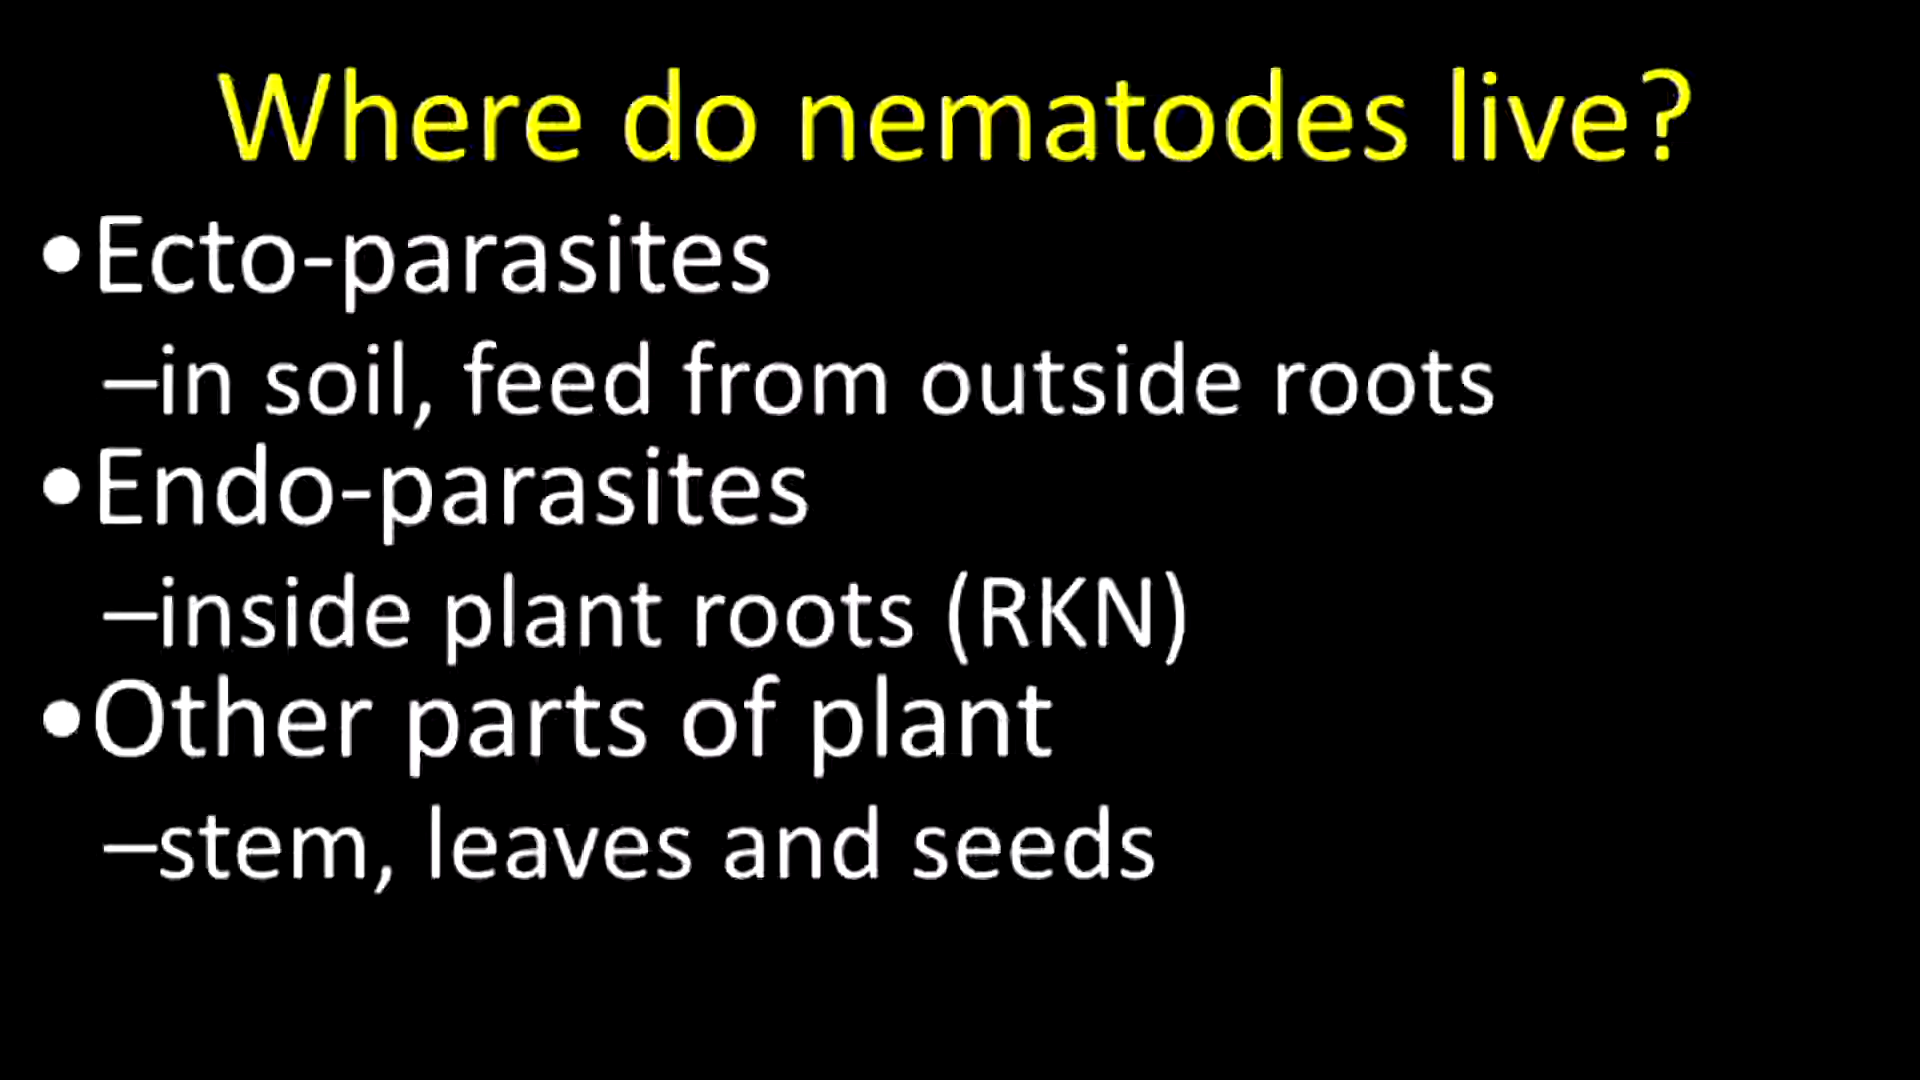 Where do nematodes live?
•Ecto-parasites
–in soil, feed from outside roots
•Endo-parasites
–inside plant roots (RKN)
•Other parts of plant
–stem, leaves and seeds